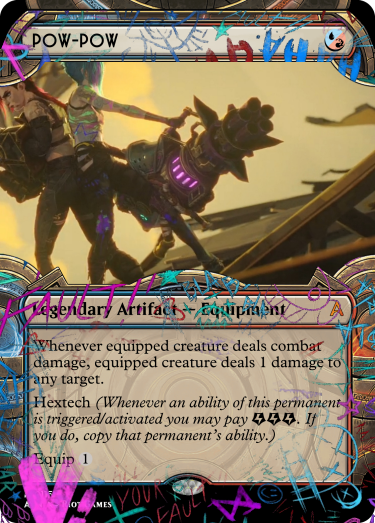 POW-POW
Legendary Artifact – Equipment
Whenever equipped creature deals combat
damage, equipped creature deals 1 damage to
any target.
Hextech (Whenever an ability of this permanent
is triggered/activated you may pay . If
you do, copy that permanent's ability.)
Equip 1
YOUR
FAULT